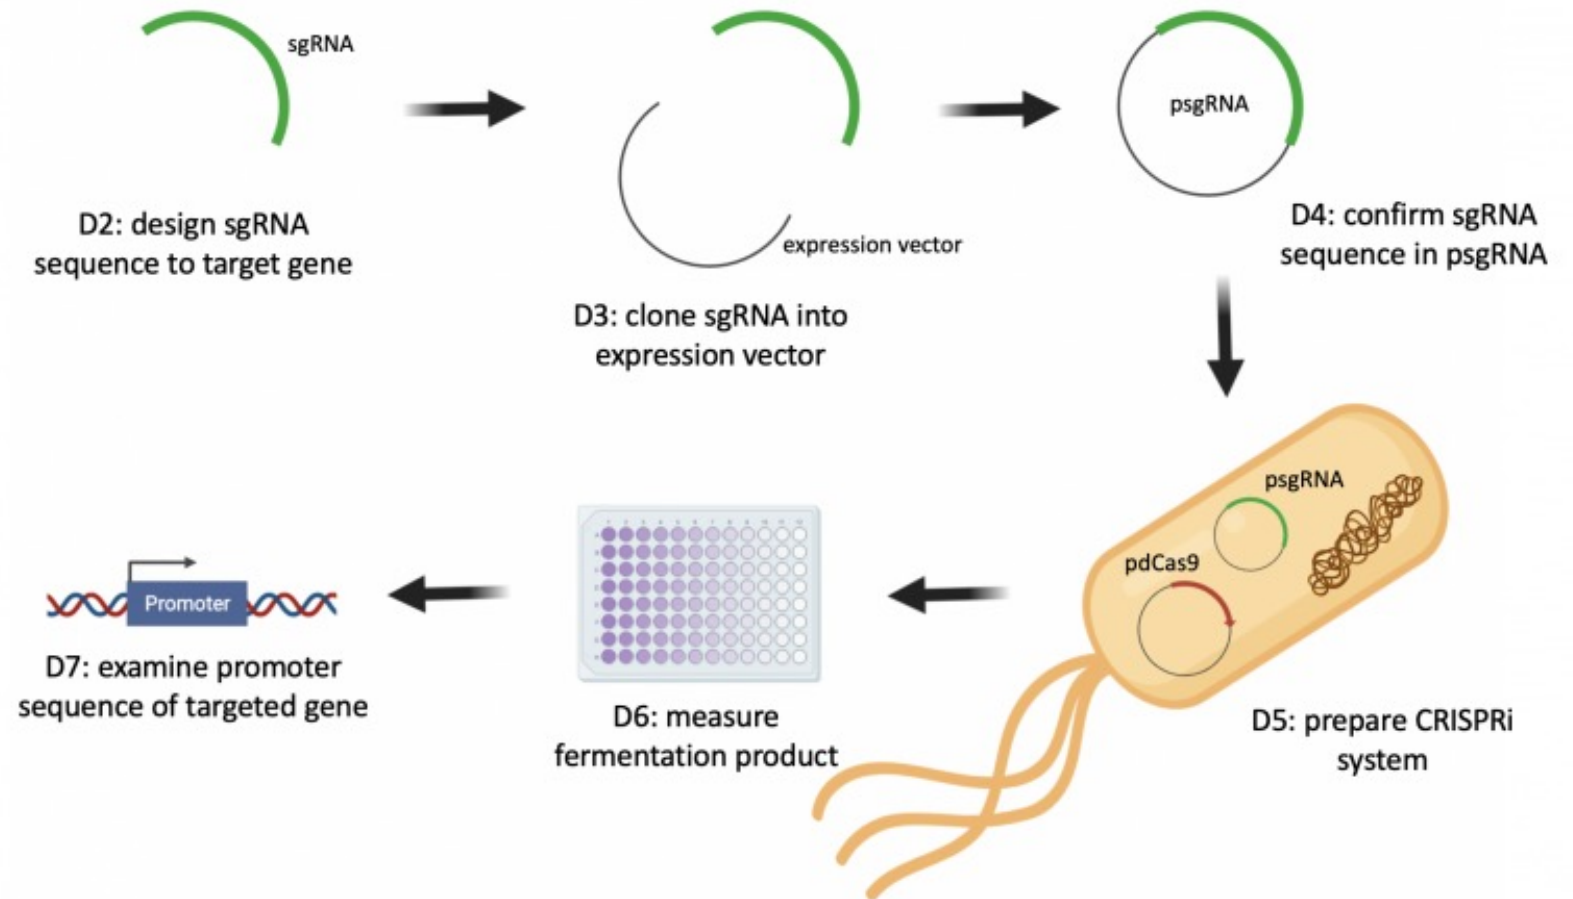 sgRNA
D2: design sgRNA
sequence to target gene
expression vector
D3: clone sgRNA into
expression vector
psgRNA
D4: confirm sgRNA
sequence in psgRNA
psgRNA
pdCas9
D5: prepare CRISPRi
system
D6: measure
fermentation product
Promoter
D7: examine promoter
sequence of targeted gene